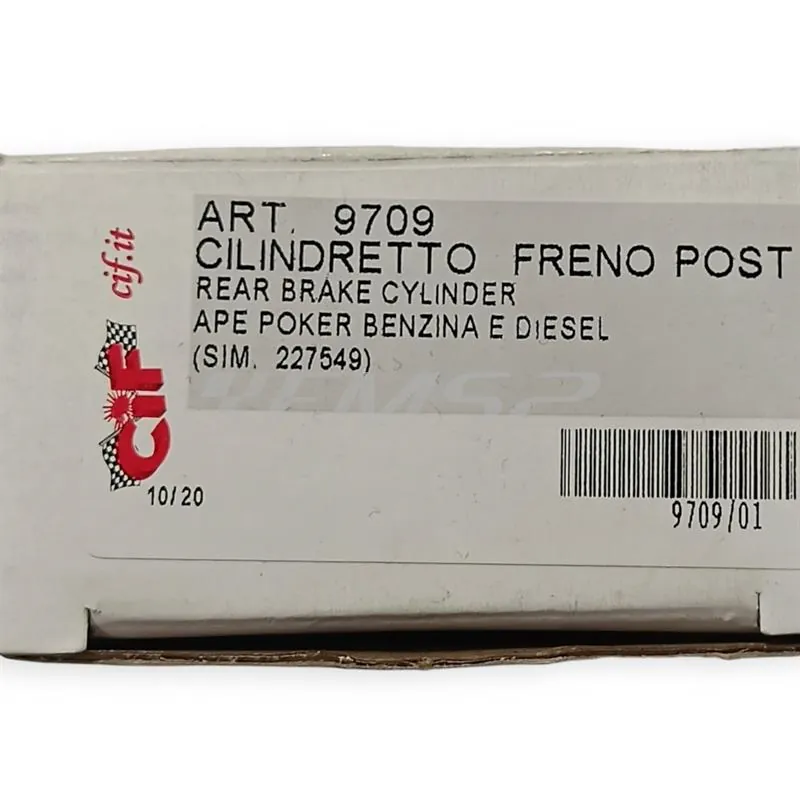 ART. 9709
CILINDRETTO FRENO POST
REAR BRAKE CYLINDER
APE POKER BENZINA E DIESEL
(SIM. 227549)
cif.it
CiF
10/20
9709/01